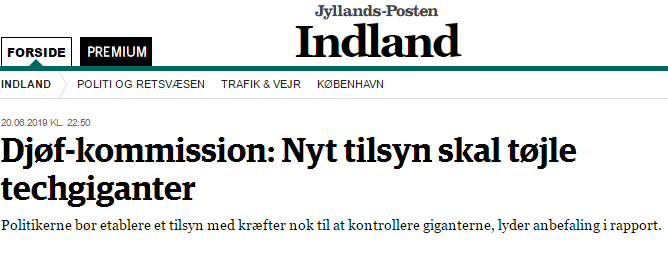 Jyllands-Posten
Indland
FORSIDE PREMIUM
INDLAND POLITI OG RETSVÆSEN TRAFIK & VEJR KØBENHAVN
20.06.2019 KL. 22:50
Djøf-kommission: Nyt tilsyn skal tøjle
techgiganter
Politikerne bør etablere et tilsyn med kræfter nok til at kontrollere giganterne, lyder anbefaling i rapport.